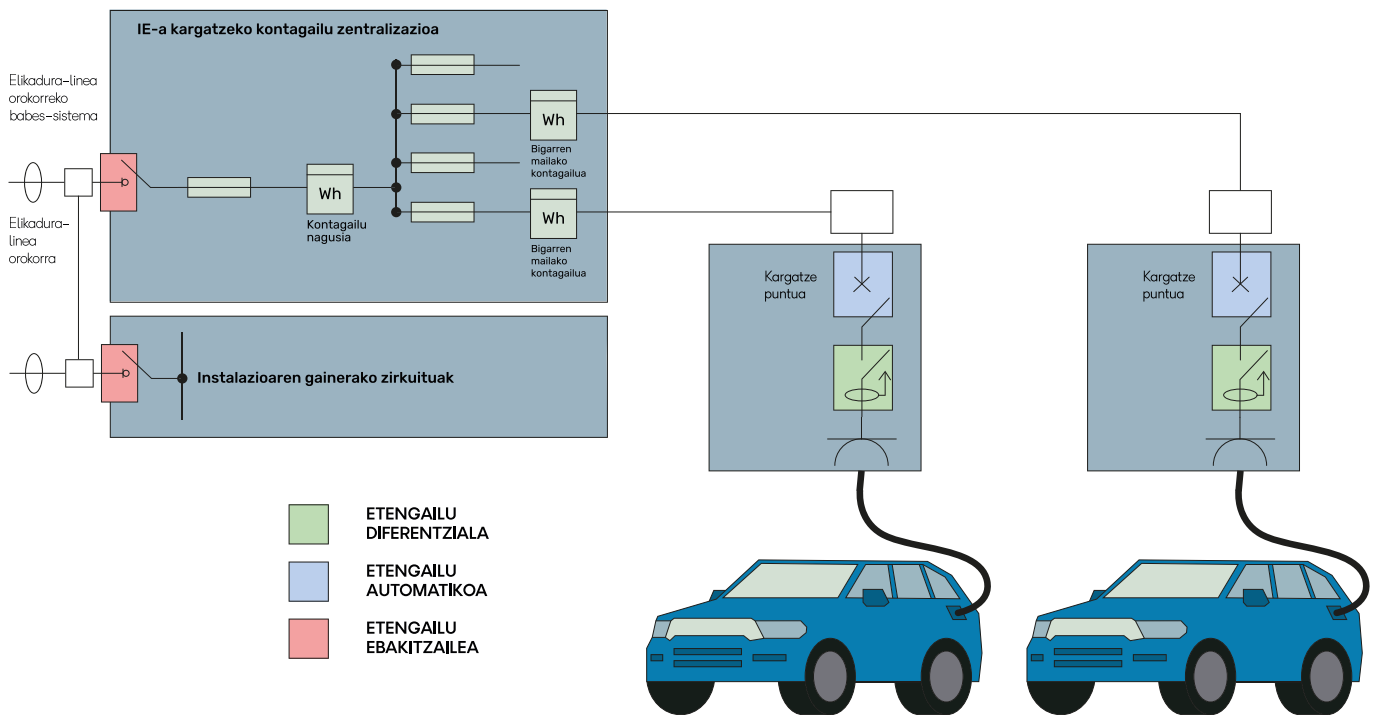 IE-a kargatzeko kontagailu zentralizazioa
Elikadura-linea
orokorreko
babes-sistema
Wh
Bigarren
mailako
kontagailua
Wh
Kontagailu
nagusia
Wh
Bigarren
mailako
kontagailua
Elikadura-
linea
orokorra
Kargatze
puntua
Kargatze
puntua
Instalazioaren gainerako zirkuituak
ETENGAILU
DIFERENTZIALA
ETENGAILU
AUTOMATIKOA
ETENGAILU
EBAKITZAILEA